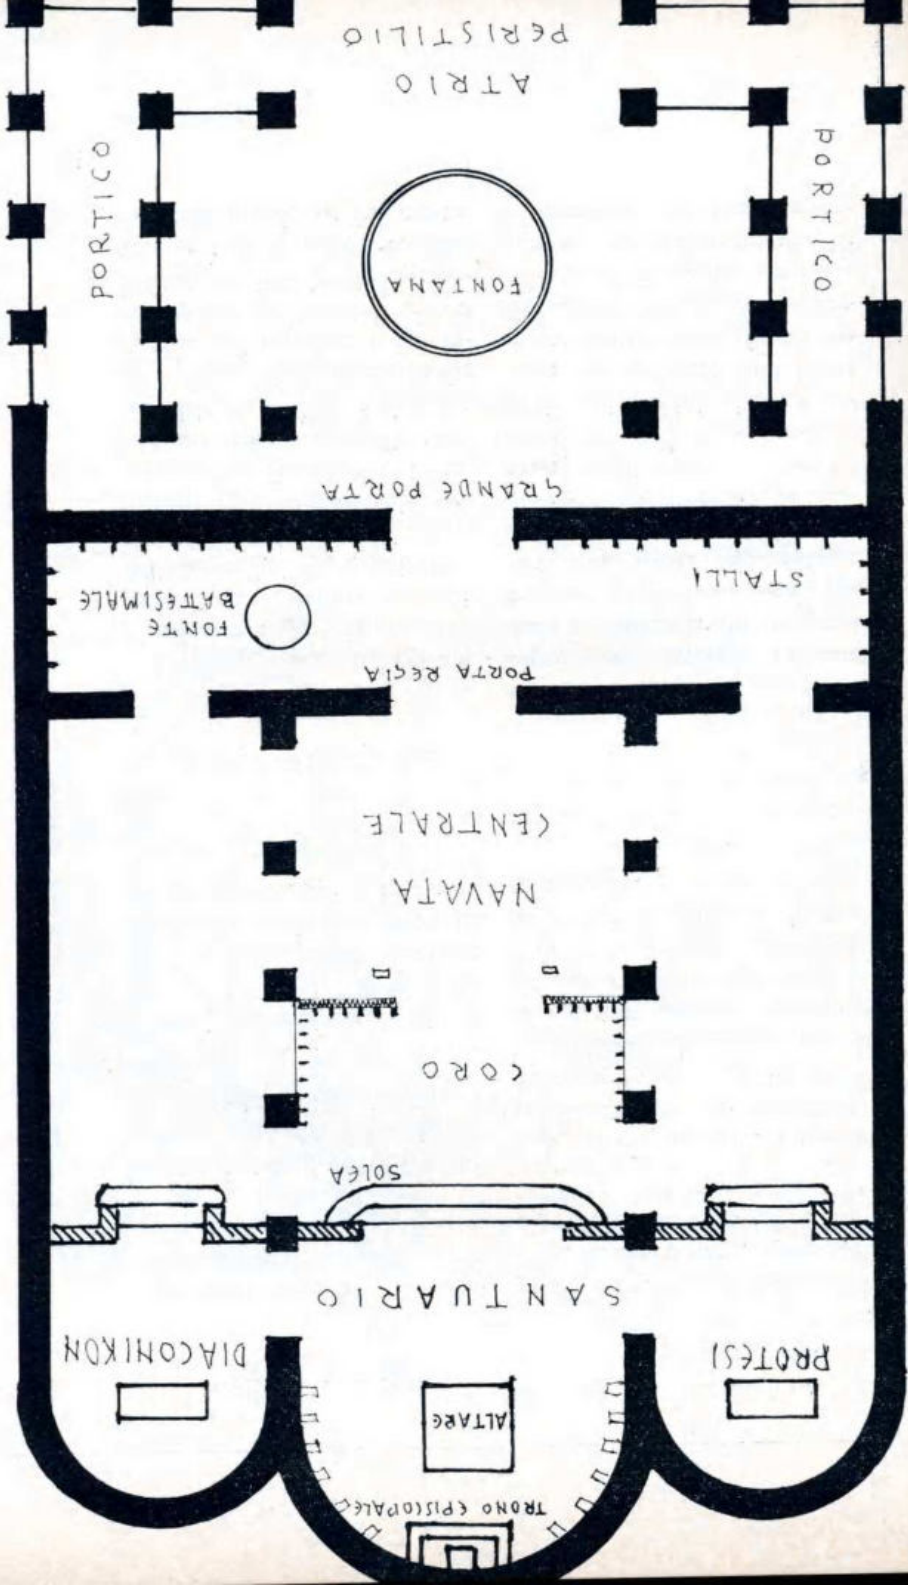 TRONO EPISCOPALE
ALTARE
PROTESI
DIACONIKON
SANTUARIO
SOLEA
CORO
NAVATA
CENTRALE
PORTA REGIA
FONTE
BATTESIMALE
STALLI
GRANDE PORTA
FONTANA
PORTICO
PORTICO
ATRIO
PERISTILIO